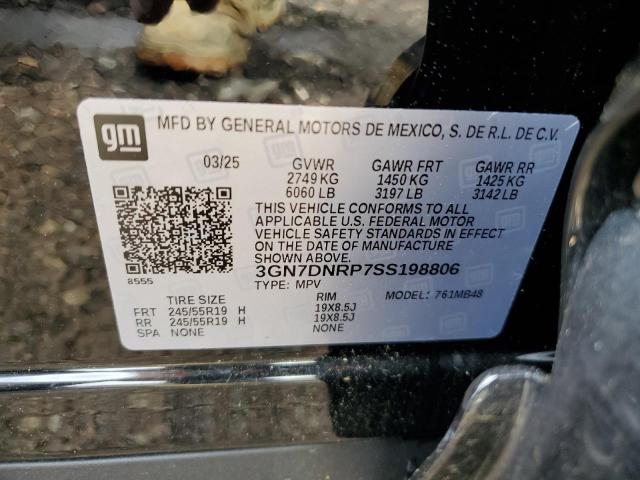 gm
MFD BY GENERAL MOTORS DE MEXICO, S. DE R.L. DE C.V.
03/25 GVWR GAWR FRT GAWR RR
2749 KG 1450 KG 1425 KG
6060 LB 3197 LB 3142 LB
THIS VEHICLE CONFORMS TO ALL
APPLICABLE U.S. FEDERAL MOTOR
VEHICLE SAFETY STANDARDS IN EFFECT
ON THE DATE OF MANUFACTURE
SHOWN ABOVE.
3GN7DNRP7SS198806
8555 TYPE: MPV MODEL: 761MB48
TIRE SIZE RIM
FRT 245/55R19 H 19X8.5J
RR 245/55R19 H 19X8.5J
SPA NONE NONE